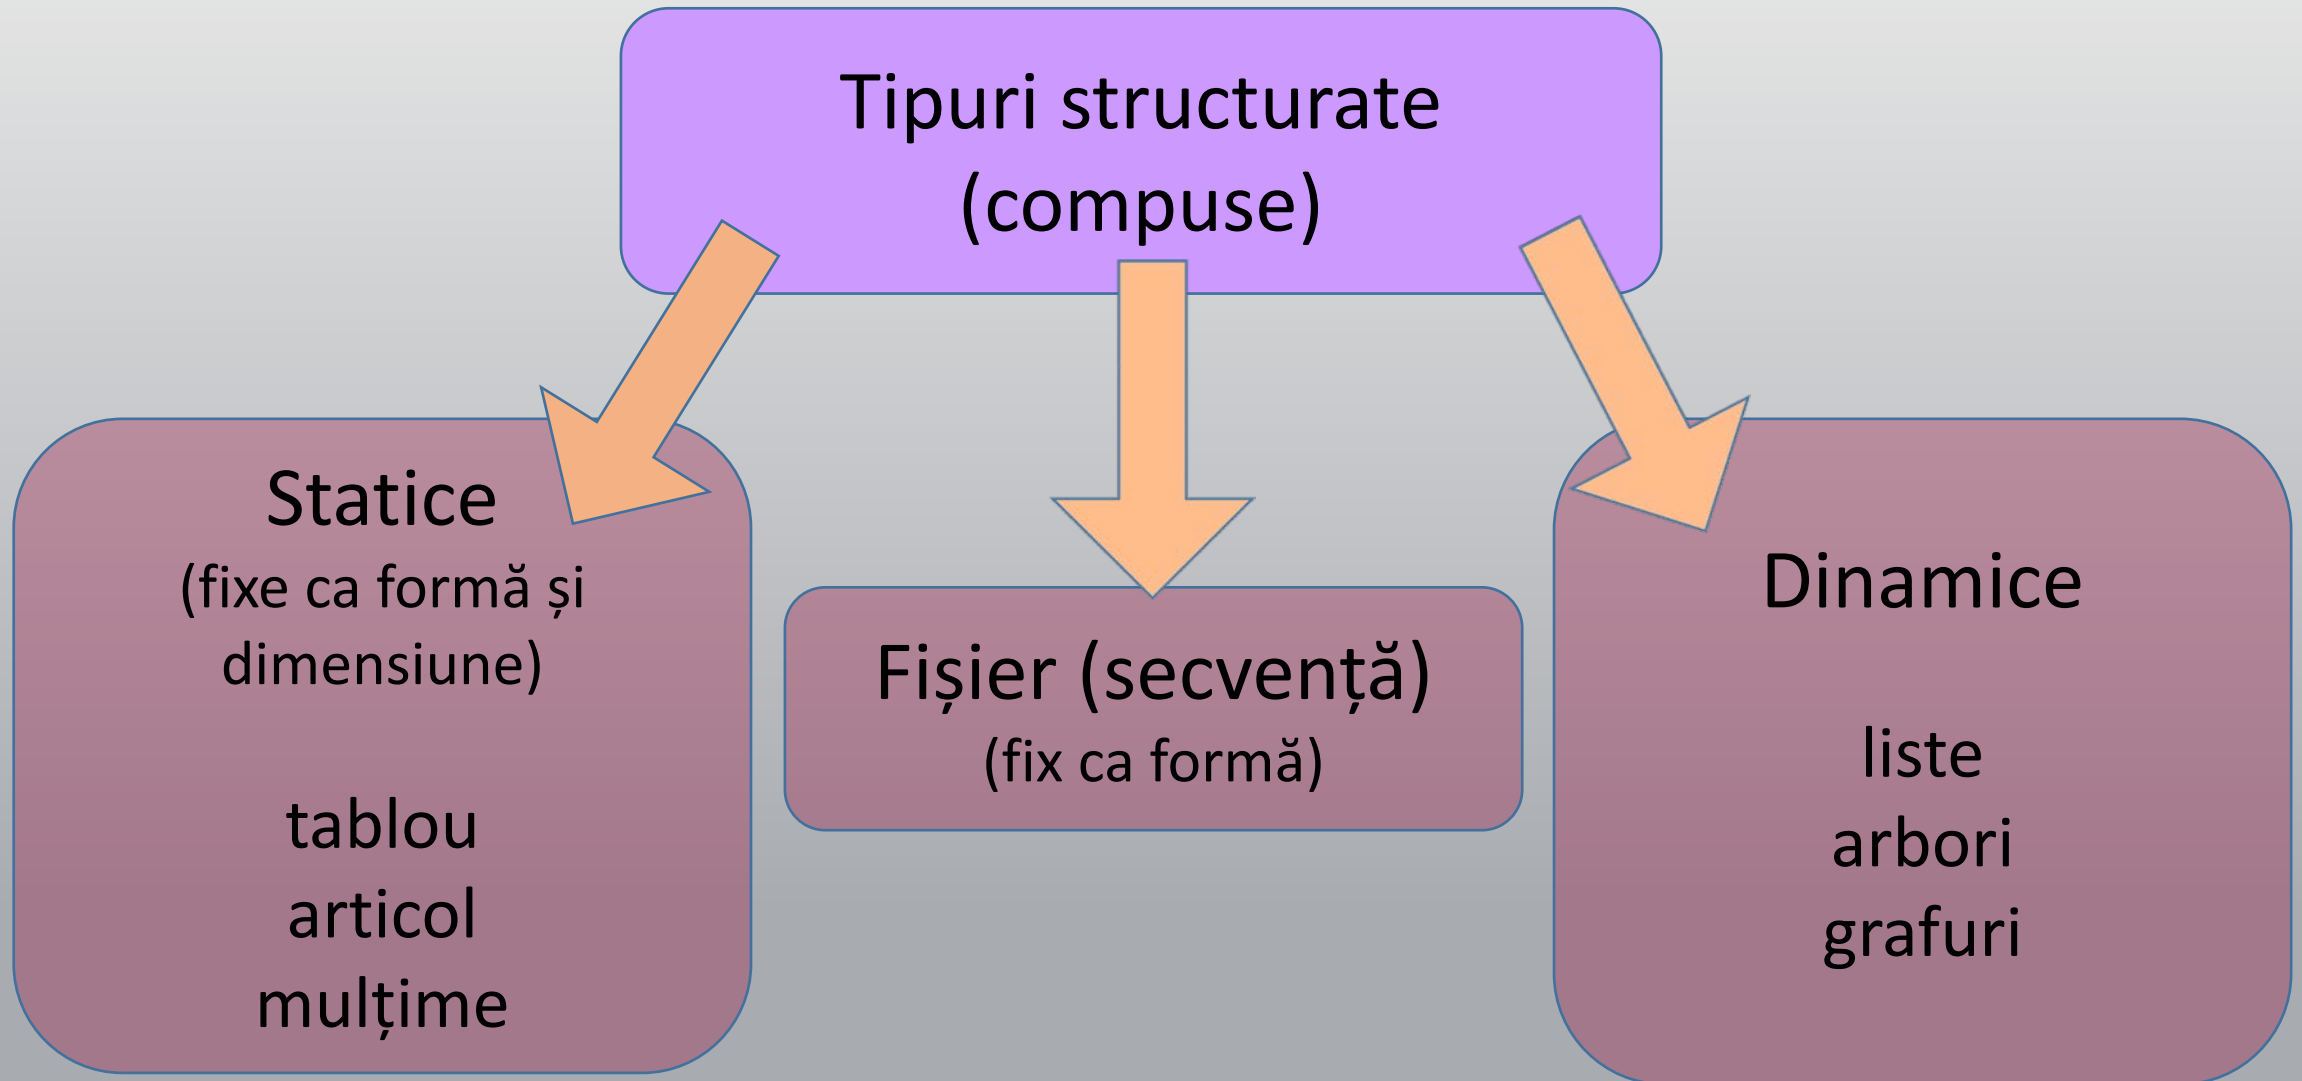 Tipuri structurate
(compuse)
Statice
(fixe ca formă și
dimensiune)
tablou
articol
mulțime
Fișier (secvență)
(fix ca formă)
Dinamice
liste
arbori
grafuri